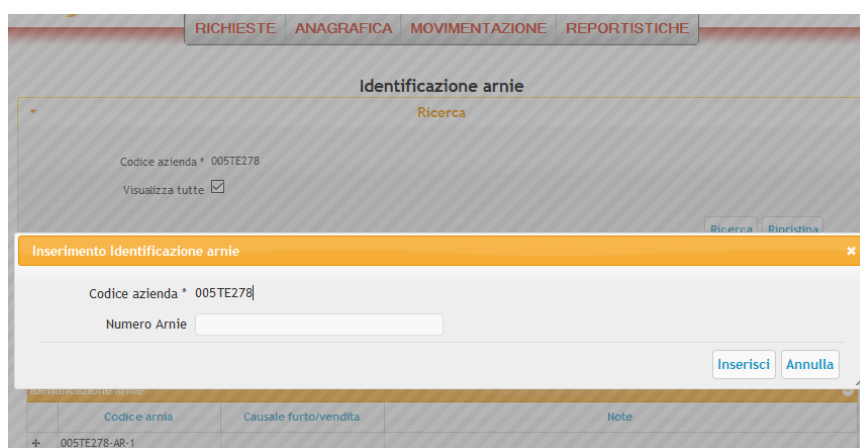 RICHIESTE ANAGRAFICA MOVIMENTAZIONE REPORTISTICHE
Identificazione arnie
Ricerca
Codice azienda * 005TE278
Visualizza tutte
Ricerca Ripristina
Inserimento Identificazione arnie
Codice azienda * 005TE278
Numero Arnie
Inserisci Annulla
Identificazione arnie
Codice arnia Causale furto/vendita Note
005TE278-AR-1